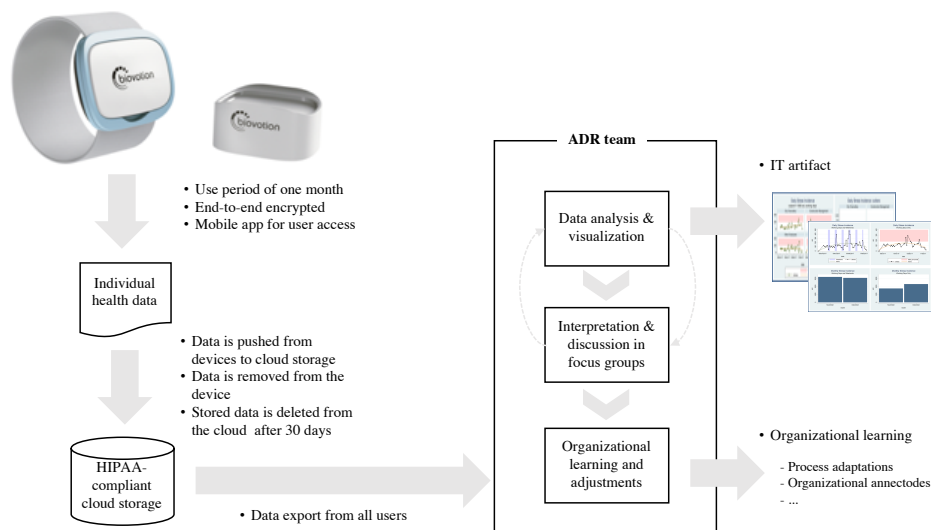 biovotion
biovotion
• Use period of one month
• End-to-end encrypted
• Mobile app for user access
Individual
health data
• Data is pushed from
devices to cloud storage
• Data is removed from the
device
• Stored data is deleted from
the cloud after 30 days
HIPAA-
compliant
cloud storage
• Data export from all users
ADR team
Data analysis &
visualization
Interpretation &
discussion in
focus groups
Organizational
learning and
adjustments
• IT artifact
• Organizational learning
- Process adaptations
- Organizational annectodes
- ...